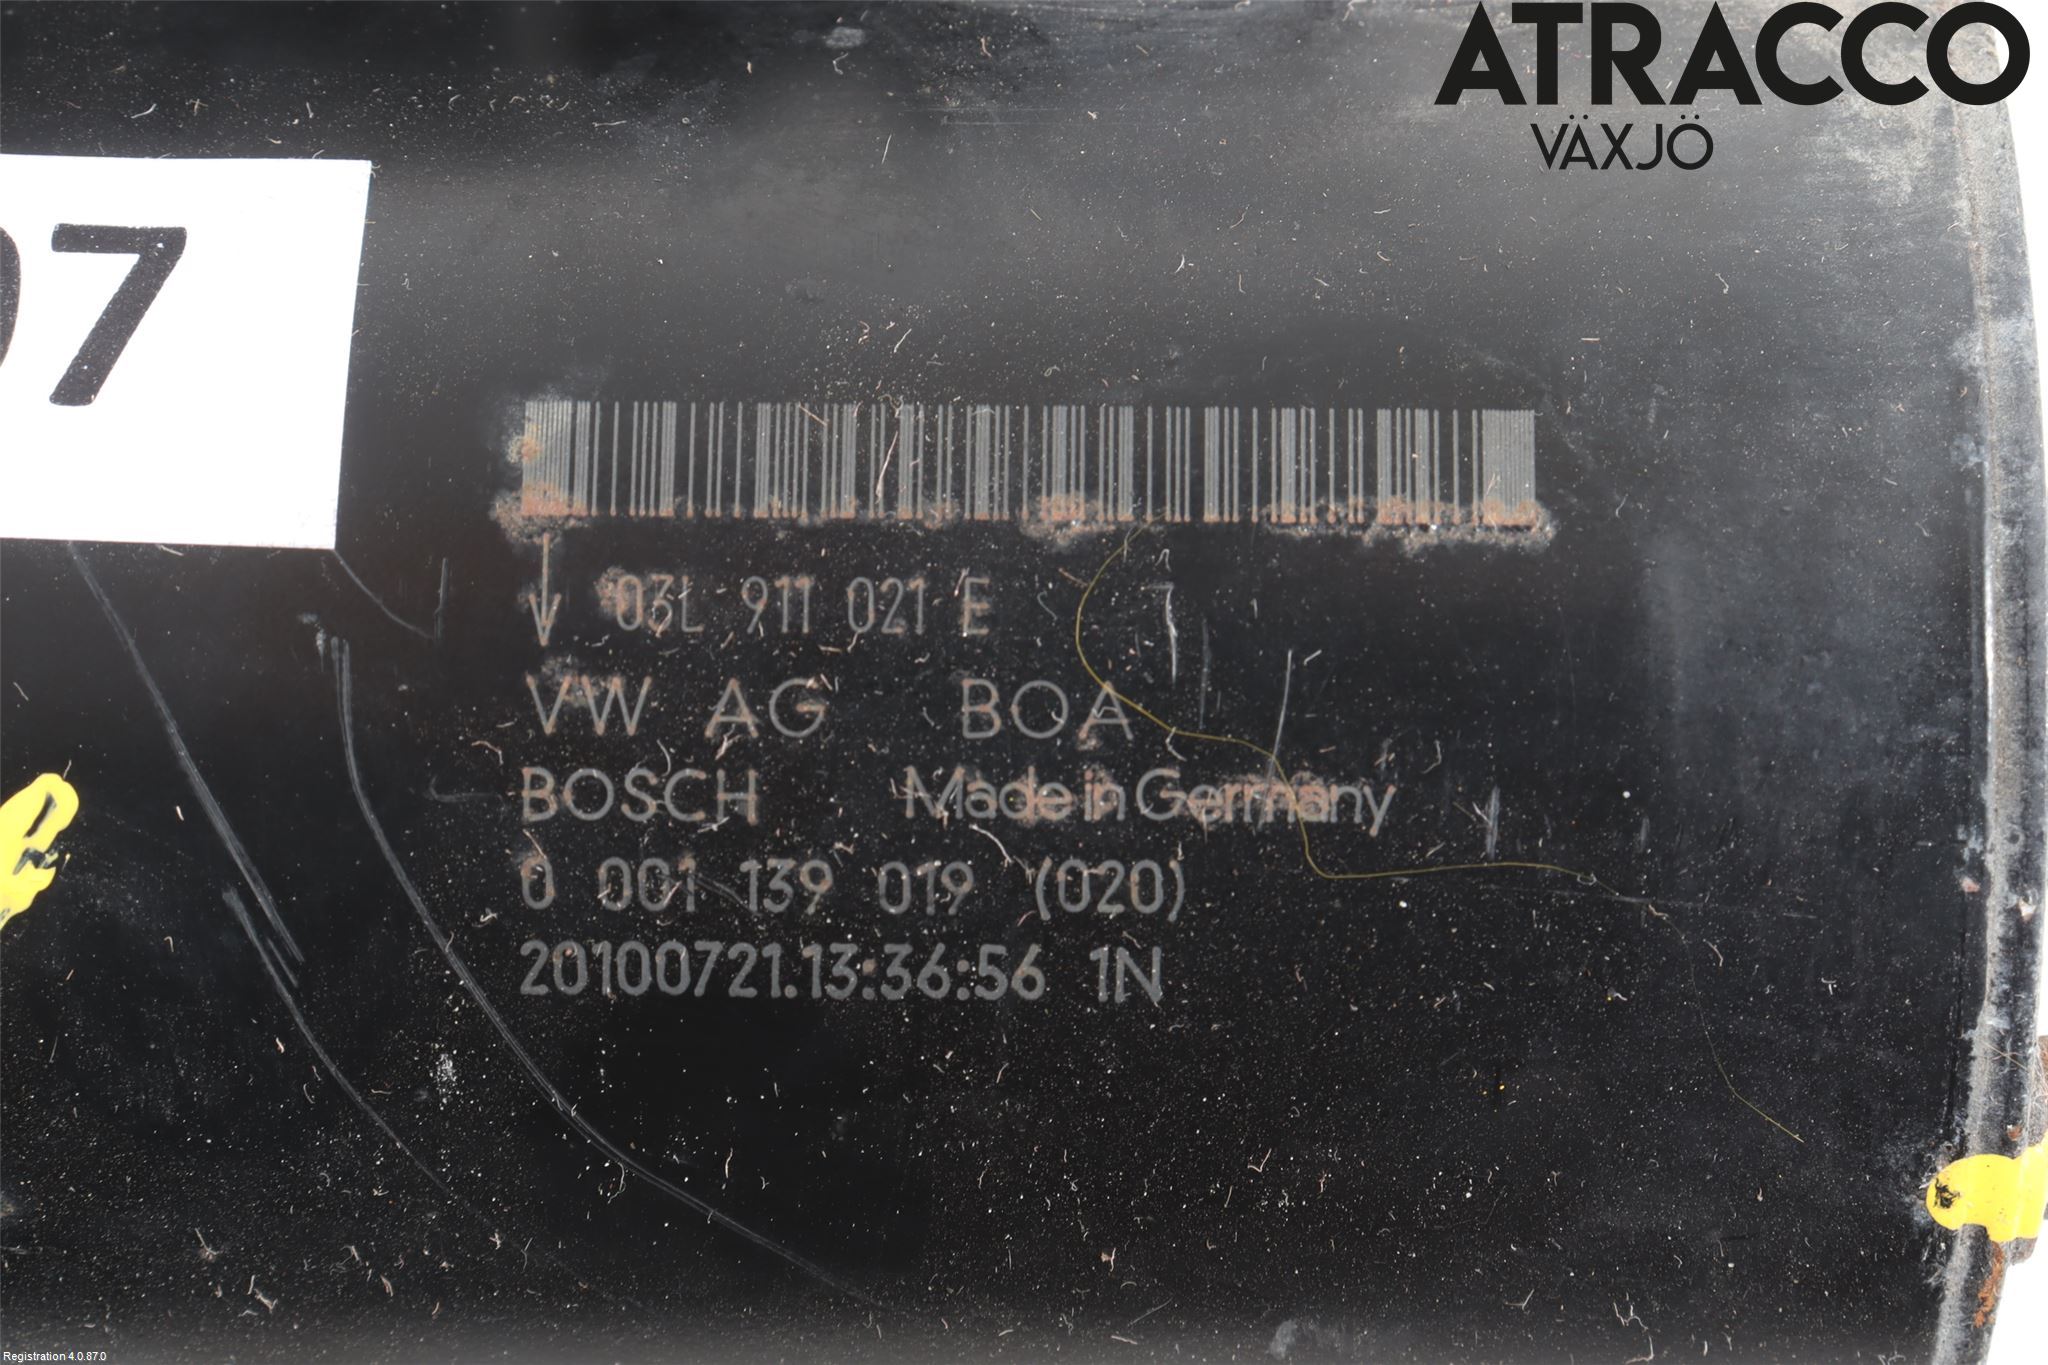 ATRACCO
VÄXJÖ
07
03L 911 021 E
VW AG BOA
BOSCH Made in Germany
0 001 139 019 (020)
20100721.13:36:56 1N
Registration 4.0.87.0